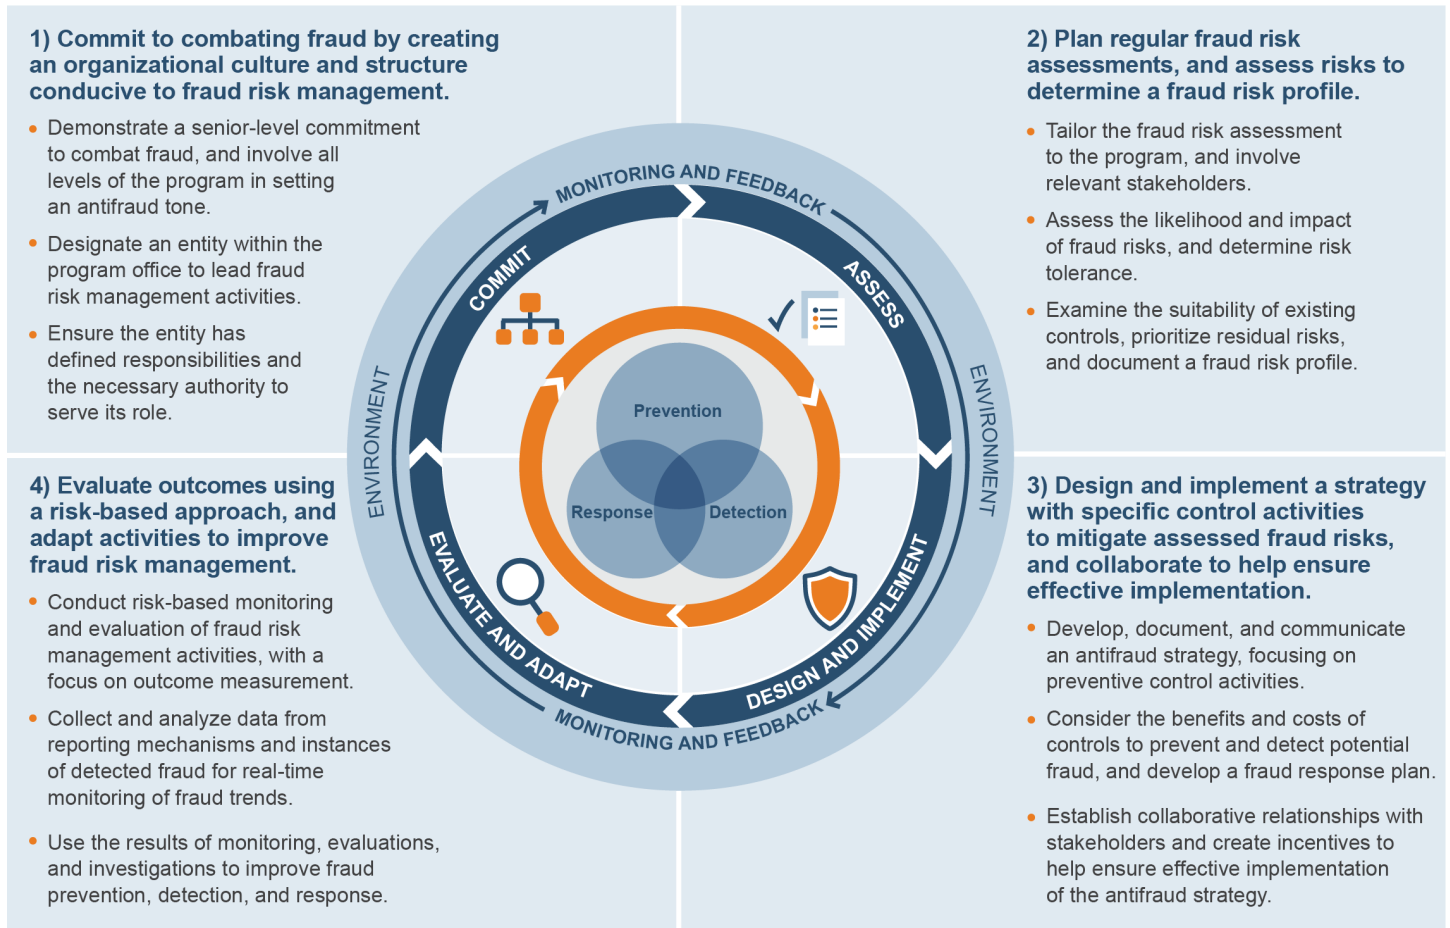 1) Commit to combating fraud by creating
an organizational culture and structure
conducive to fraud risk management.
Demonstrate a senior-level commitment
to combat fraud, and involve all
levels of the program in setting
an antifraud tone.
Designate an entity within the
program office to lead fraud
risk management activities.
Ensure the entity has
defined responsibilities and
the necessary authority to
serve its role.
2) Plan regular fraud risk
assessments, and assess risks to
determine a fraud risk profile.
Tailor the fraud risk assessment
to the program, and involve
relevant stakeholders.
Assess the likelihood and impact
of fraud risks, and determine risk
tolerance.
Examine the suitability of existing
controls, prioritize residual risks,
and document a fraud risk profile.
MONITORING AND FEEDBACK
COMMIT
ASSESS
ENVIRONMENT
ENVIRONMENT
Prevention
Response
Detection
EVALUATE AND ADAPT
DESIGN AND IMPLEMENT
MONITORING AND FEEDBACK
4) Evaluate outcomes using
a risk-based approach, and
adapt activities to improve
fraud risk management.
Conduct risk-based monitoring
and evaluation of fraud risk
management activities, with a
focus on outcome measurement.
Collect and analyze data from
reporting mechanisms and instances
of detected fraud for real-time
monitoring of fraud trends.
Use the results of monitoring, evaluations,
and investigations to improve fraud
prevention, detection, and response.
3) Design and implement a strategy
with specific control activities
to mitigate assessed fraud risks,
and collaborate to help ensure
effective implementation.
Develop, document, and communicate
an antifraud strategy, focusing on
preventive control activities.
Consider the benefits and costs of
controls to prevent and detect potential
fraud, and develop a fraud response plan.
Establish collaborative relationships with
stakeholders and create incentives to
help ensure effective implementation
of the antifraud strategy.